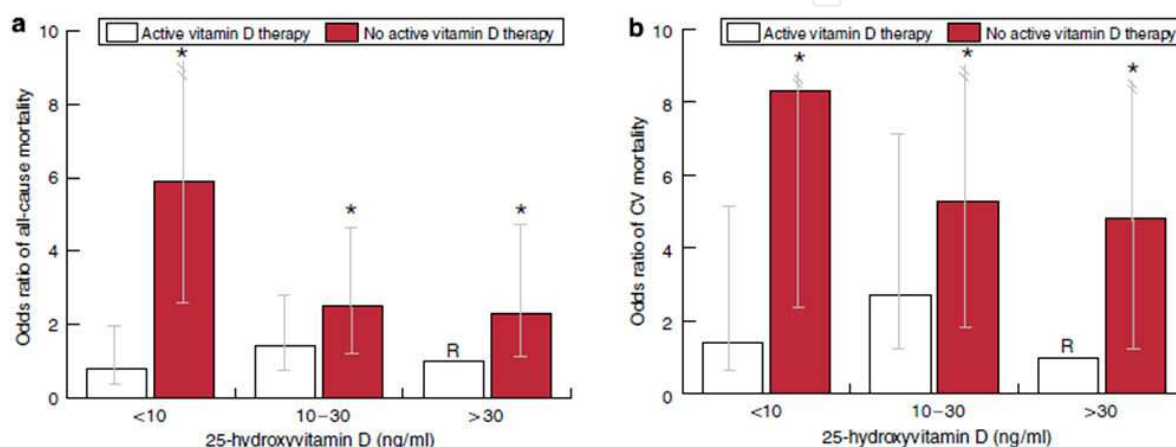 a
Active vitamin D therapy
No active vitamin D therapy
Odds ratio of all-cause mortality
10
8
6
4
2
0
*
*
*
R
<10
10–30
>30
25-hydroxyvitamin D (ng/ml)
b
Active vitamin D therapy
No active vitamin D therapy
Odds ratio of CV mortality
10
8
6
4
2
0
*
*
*
R
<10
10–30
>30
25-hydroxyvitamin D (ng/ml)